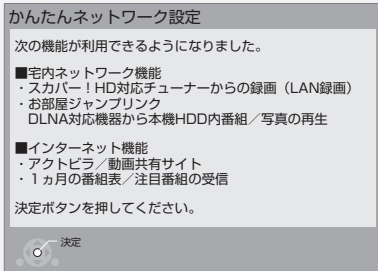 かんたんネットワーク設定
次の機能が利用できるようになりました。
■宅内ネットワーク機能
・スカパー！HD対応チューナーからの録画（LAN録画）
・お部屋ジャンプリンク
DLNA対応機器から本機HDD内番組／写真の再生
■インターネット機能
・アクトビラ／動画共有サイト
・１ヵ月の番組表／注目番組の受信
決定ボタンを押してください。
決定